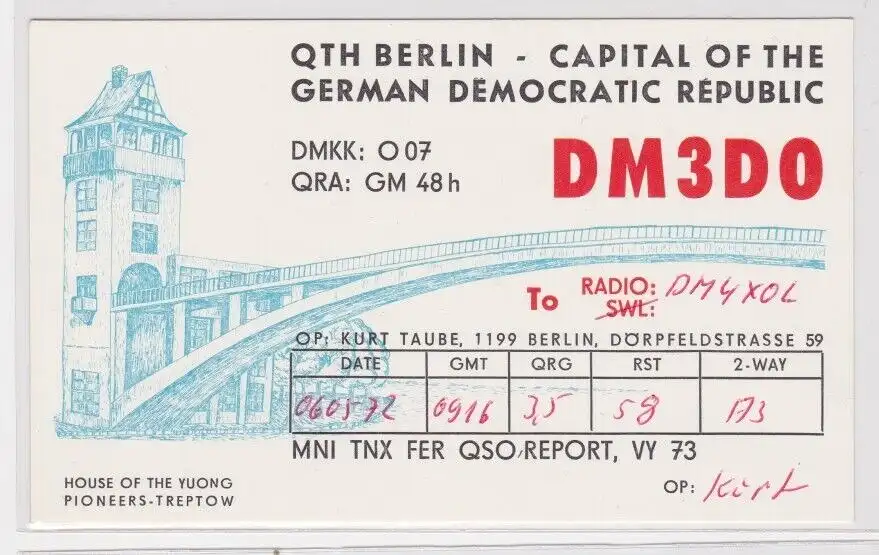 QTH BERLIN - CAPITAL OF THE
GERMAN DEMOCRATIC REPUBLIC
DMKK: O 07
QRA: GM 48 h
DM3DO
To RADIO: DM4XOL
SWL:
OP: KURT TAUBE, 1199 BERLIN, DÖRPFELDSTRASSE 59
DATE GMT QRG RST 2-WAY
060572 0916 3,5 58 A3
MNI TNX FER QSO/REPORT, VY 73
HOUSE OF THE YUONG
PIONEERS-TREPTOW
OP: Kurt